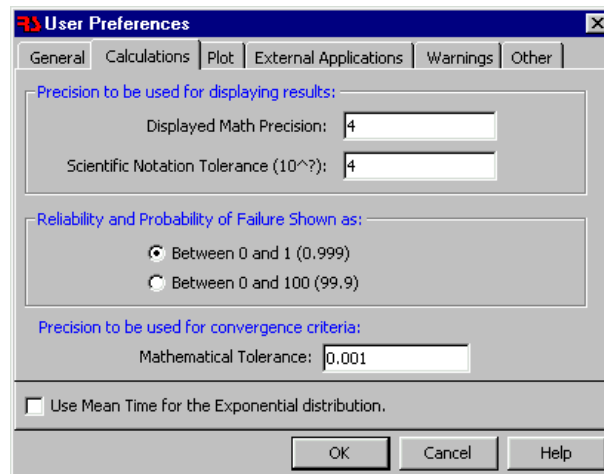 RS User Preferences
General Calculations Plot External Applications Warnings Other
Precision to be used for displaying results:
Displayed Math Precision: 4
Scientific Notation Tolerance (10^?): 4
Reliability and Probability of Failure Shown as:
Between 0 and 1 (0.999)
Between 0 and 100 (99.9)
Precision to be used for convergence criteria:
Mathematical Tolerance: 0.001
Use Mean Time for the Exponential distribution.
OK Cancel Help